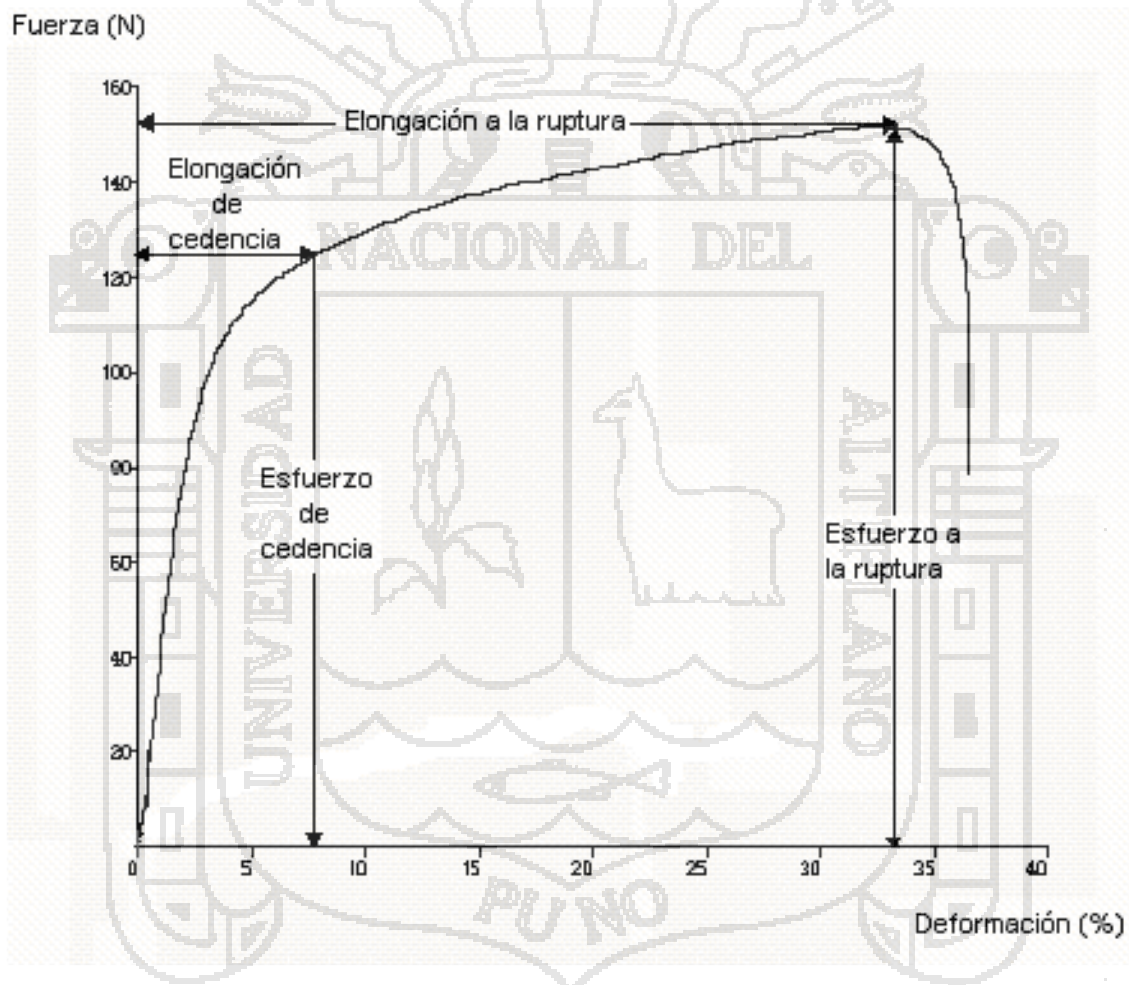 Fuerza (N)
160
Elongación a la ruptura
Elongación
de
cedencia
140
NACIONAL DEL
120
100
UNIVERSIDAD
ALTIPLANO
80
Esfuerzo
de
cedencia
Esfuerzo a
la ruptura
60
40
20
0 5 10 15 20 25 30 35 40
PUNO
Deformación (%)